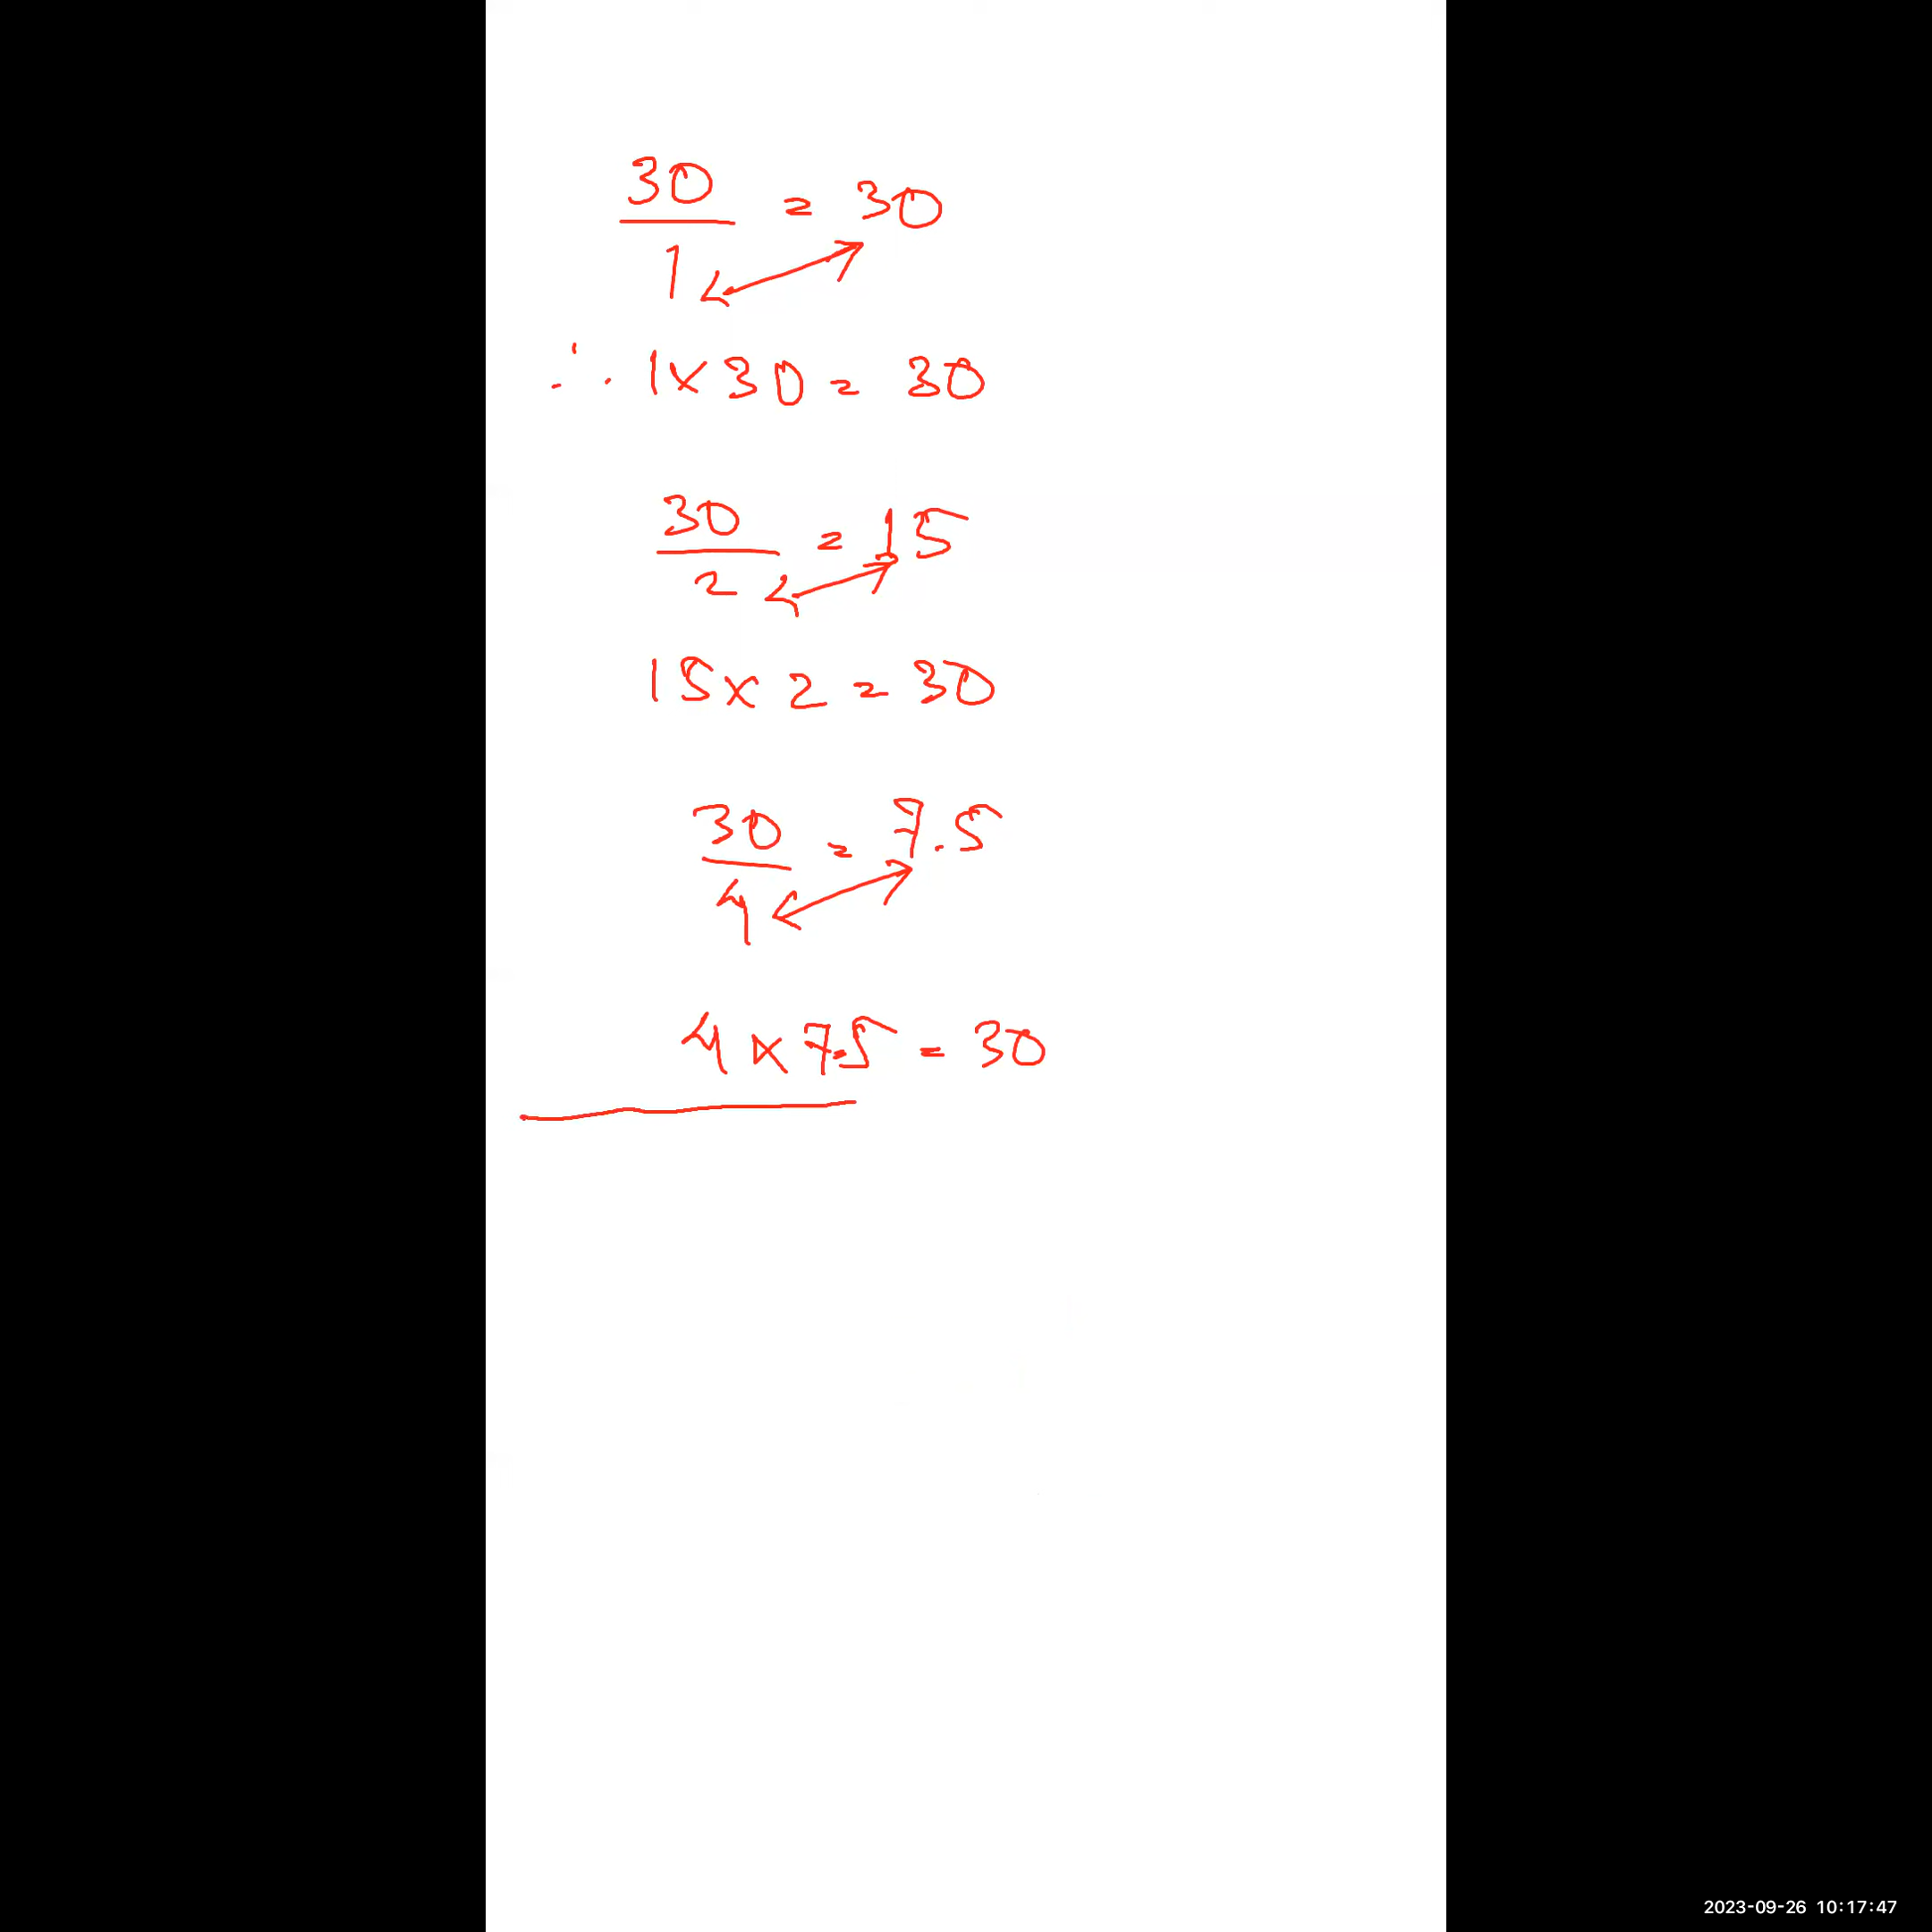 30/1 = 30
∴ 1 x 30 = 30
30/2 = 15
15 x 2 = 30
30/4 = 7.5
4 x 7.5 = 30
2023-09-26 10:17:47